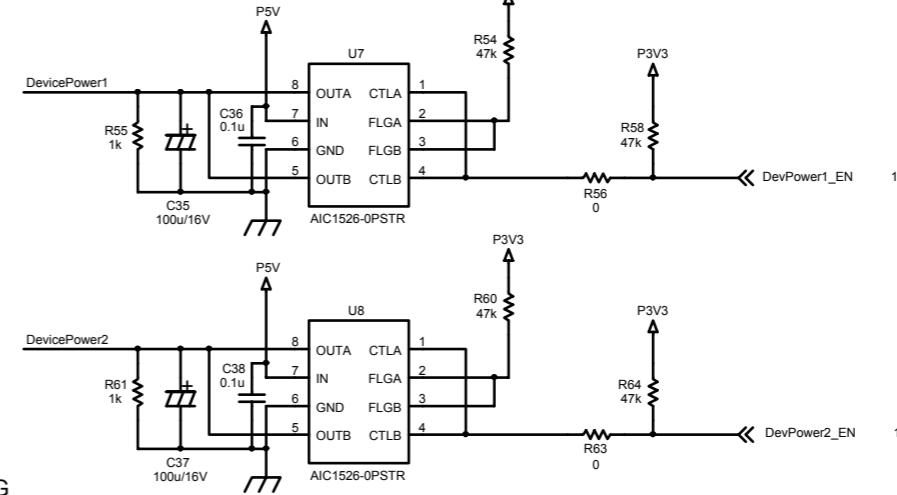 P5V
U7
R54
47k
P3V3
DevicePower1
8 OUTA CTLA 1
7 IN FLGA 2
6 GND FLGB 3
5 OUTB CTLB 4
C36
0.1u
R55
1k
R58
47k
C35
100u/16V
AIC1526-0PSTR
R56
0
DevPower1_EN
1
P5V
P3V3
U8
R60
47k
P3V3
DevicePower2
8 OUTA CTLA 1
7 IN FLGA 2
6 GND FLGB 3
5 OUTB CTLB 4
C38
0.1u
R61
1k
R64
47k
C37
100u/16V
AIC1526-0PSTR
R63
0
DevPower2_EN
1
G